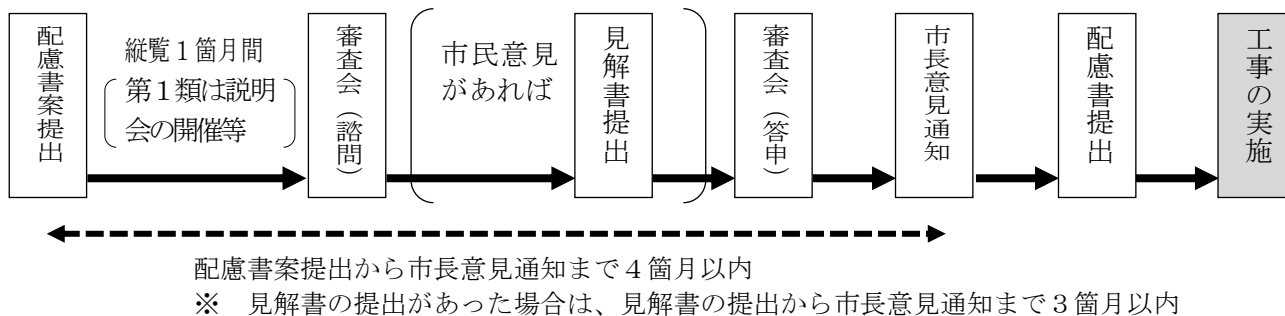 配慮書案提出
縦覧１箇月間
第１類は説明
会の開催等
審査会（諮問）
市民意見
があれば
見解書提出
審査会（答申）
市長意見通知
配慮書提出
工事の実施
配慮書案提出から市長意見通知まで４箇月以内
※　見解書の提出があった場合は、見解書の提出から市長意見通知まで３箇月以内